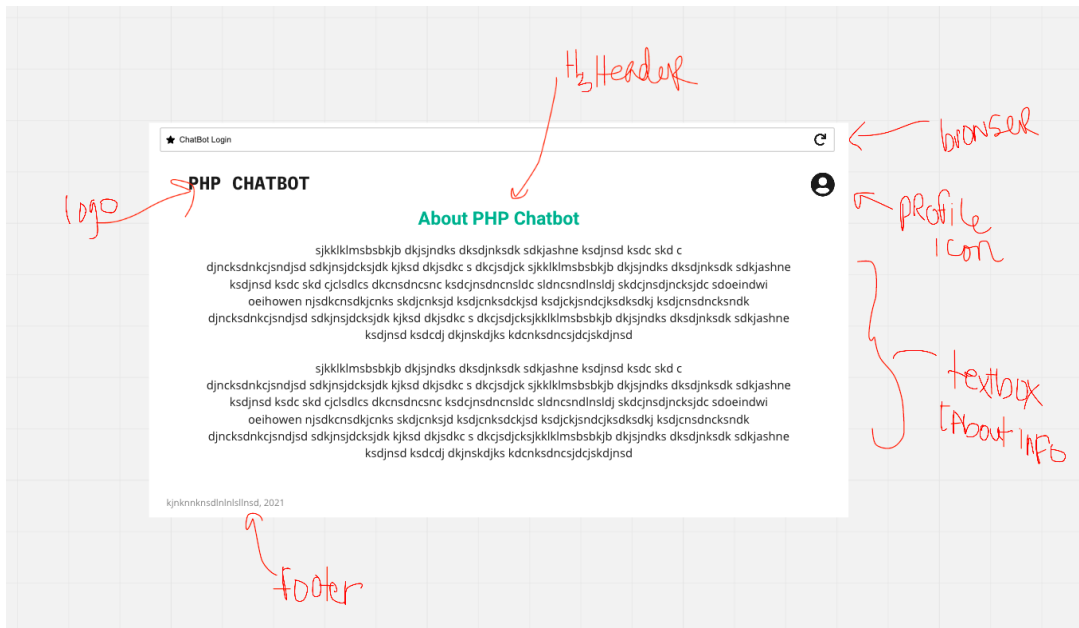 H3 Header
ChatBot Login
browser
PHP CHATBOT
logo
profile icon
About PHP Chatbot
sjkklklmsbsbkjb dkjsjndks dksdjnksdk sdkjashne ksdjnsd ksdc skd c
djncksdnkcjsndjsd sdkjnsjdcksjdk kjksd dkjsdkc s dkcjsdjck sjkklklmsbsbkjb dkjsjndks dksdjnksdk sdkjashne
ksdjnsd ksdc skd cjclsdlcs dkcnsdncsnc ksdcjnsdncnsldc sldncsndlnsldj skdcjnsdjncksjdc sdoeindwi
oeihowen njsdkcnsdkjcnks skdjcnksjd ksdjcnksdckjsd ksdjckjsndcjksdksdkj ksdjcnsdncksndk
djncksdnkcjsndjsd sdkjnsjdcksjdk kjksd dkjsdkc s dkcjsdjcksjkklklmsbsbkjb dkjsjndks dksdjnksdk sdkjashne
ksdjnsd ksdcdj dkjnskdjks kdcnksdncsjdcjskdjnsd
sjkklklmsbsbkjb dkjsjndks dksdjnksdk sdkjashne ksdjnsd ksdc skd c
djncksdnkcjsndjsd sdkjnsjdcksjdk kjksd dkjsdkc s dkcjsdjck sjkklklmsbsbkjb dkjsjndks dksdjnksdk sdkjashne
ksdjnsd ksdc skd cjclsdlcs dkcnsdncsnc ksdcjnsdncnsldc sldncsndlnsldj skdcjnsdjncksjdc sdoeindwi
oeihowen njsdkcnsdkjcnks skdjcnksjd ksdjcnksdckjsd ksdjckjsndcjksdksdkj ksdjcnsdncksndk
djncksdnkcjsndjsd sdkjnsjdcksjdk kjksd dkjsdkc s dkcjsdjcksjkklklmsbsbkjb dkjsjndks dksdjnksdk sdkjashne
ksdjnsd ksdcdj dkjnskdjks kdcnksdncsjdcjskdjnsd
textbox
[About INFO
kjnknnknsdlnlnlsllnsd, 2021
Footer